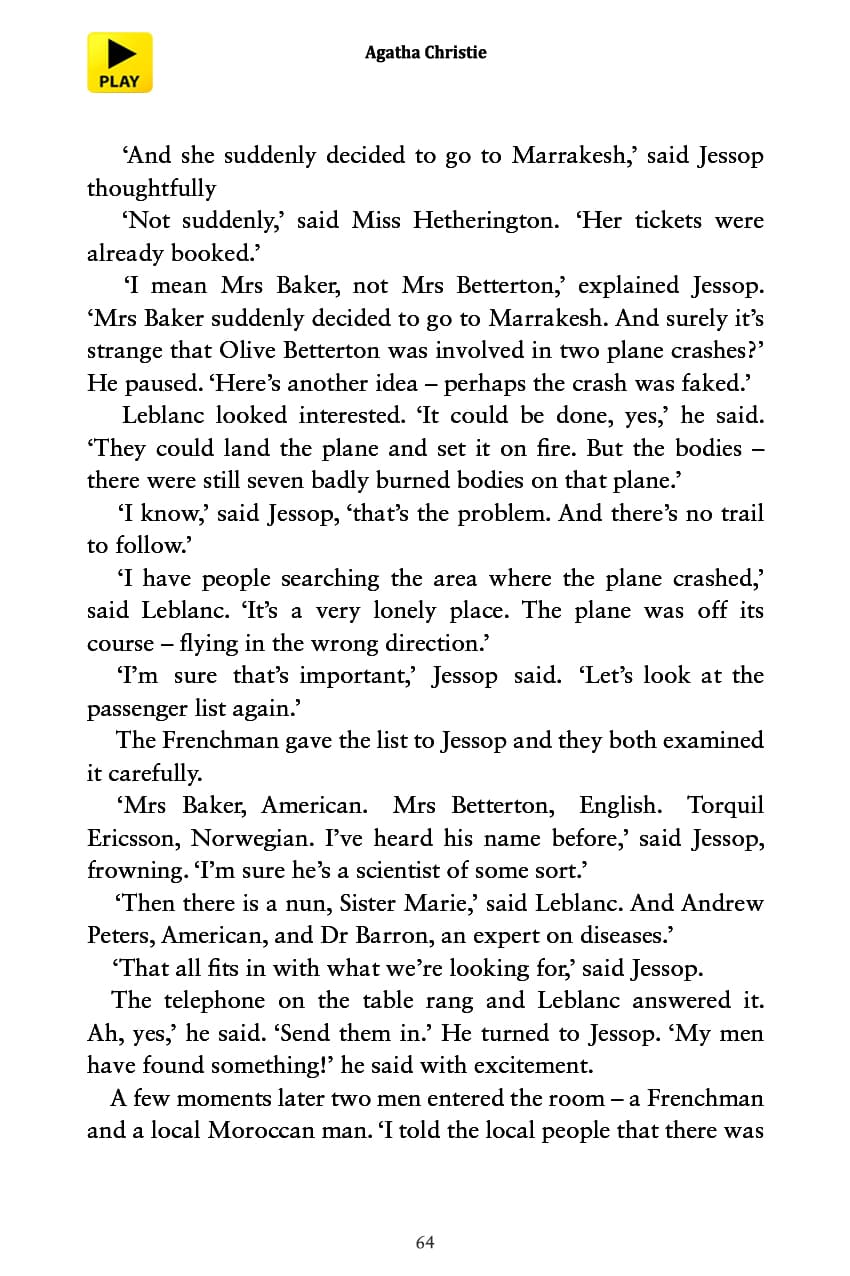 PLAY
Agatha Christie
‘And she suddenly decided to go to Marrakesh,’ said Jessop
thoughtfully
‘Not suddenly,’ said Miss Hetherington. ‘Her tickets were
already booked.’
‘I mean Mrs Baker, not Mrs Betterton,’ explained Jessop.
‘Mrs Baker suddenly decided to go to Marrakesh. And surely it’s
strange that Olive Betterton was involved in two plane crashes?’
He paused. ‘Here’s another idea – perhaps the crash was faked.’
Leblanc looked interested. ‘It could be done, yes,’ he said.
‘They could land the plane and set it on fire. But the bodies –
there were still seven badly burned bodies on that plane.’
‘I know,’ said Jessop, ‘that’s the problem. And there’s no trail
to follow.’
‘I have people searching the area where the plane crashed,’
said Leblanc. ‘It’s a very lonely place. The plane was off its
course – flying in the wrong direction.’
‘I’m sure that’s important,’ Jessop said. ‘Let’s look at the
passenger list again.’
The Frenchman gave the list to Jessop and they both examined
it carefully.
‘Mrs Baker, American. Mrs Betterton, English. Torquil
Ericsson, Norwegian. I’ve heard his name before,’ said Jessop,
frowning. ‘I’m sure he’s a scientist of some sort.’
‘Then there is a nun, Sister Marie,’ said Leblanc. And Andrew
Peters, American, and Dr Barron, an expert on diseases.’
‘That all fits in with what we’re looking for,’ said Jessop.
The telephone on the table rang and Leblanc answered it.
Ah, yes,’ he said. ‘Send them in.’ He turned to Jessop. ‘My men
have found something!’ he said with excitement.
A few moments later two men entered the room – a Frenchman
and a local Moroccan man. ‘I told the local people that there was
64